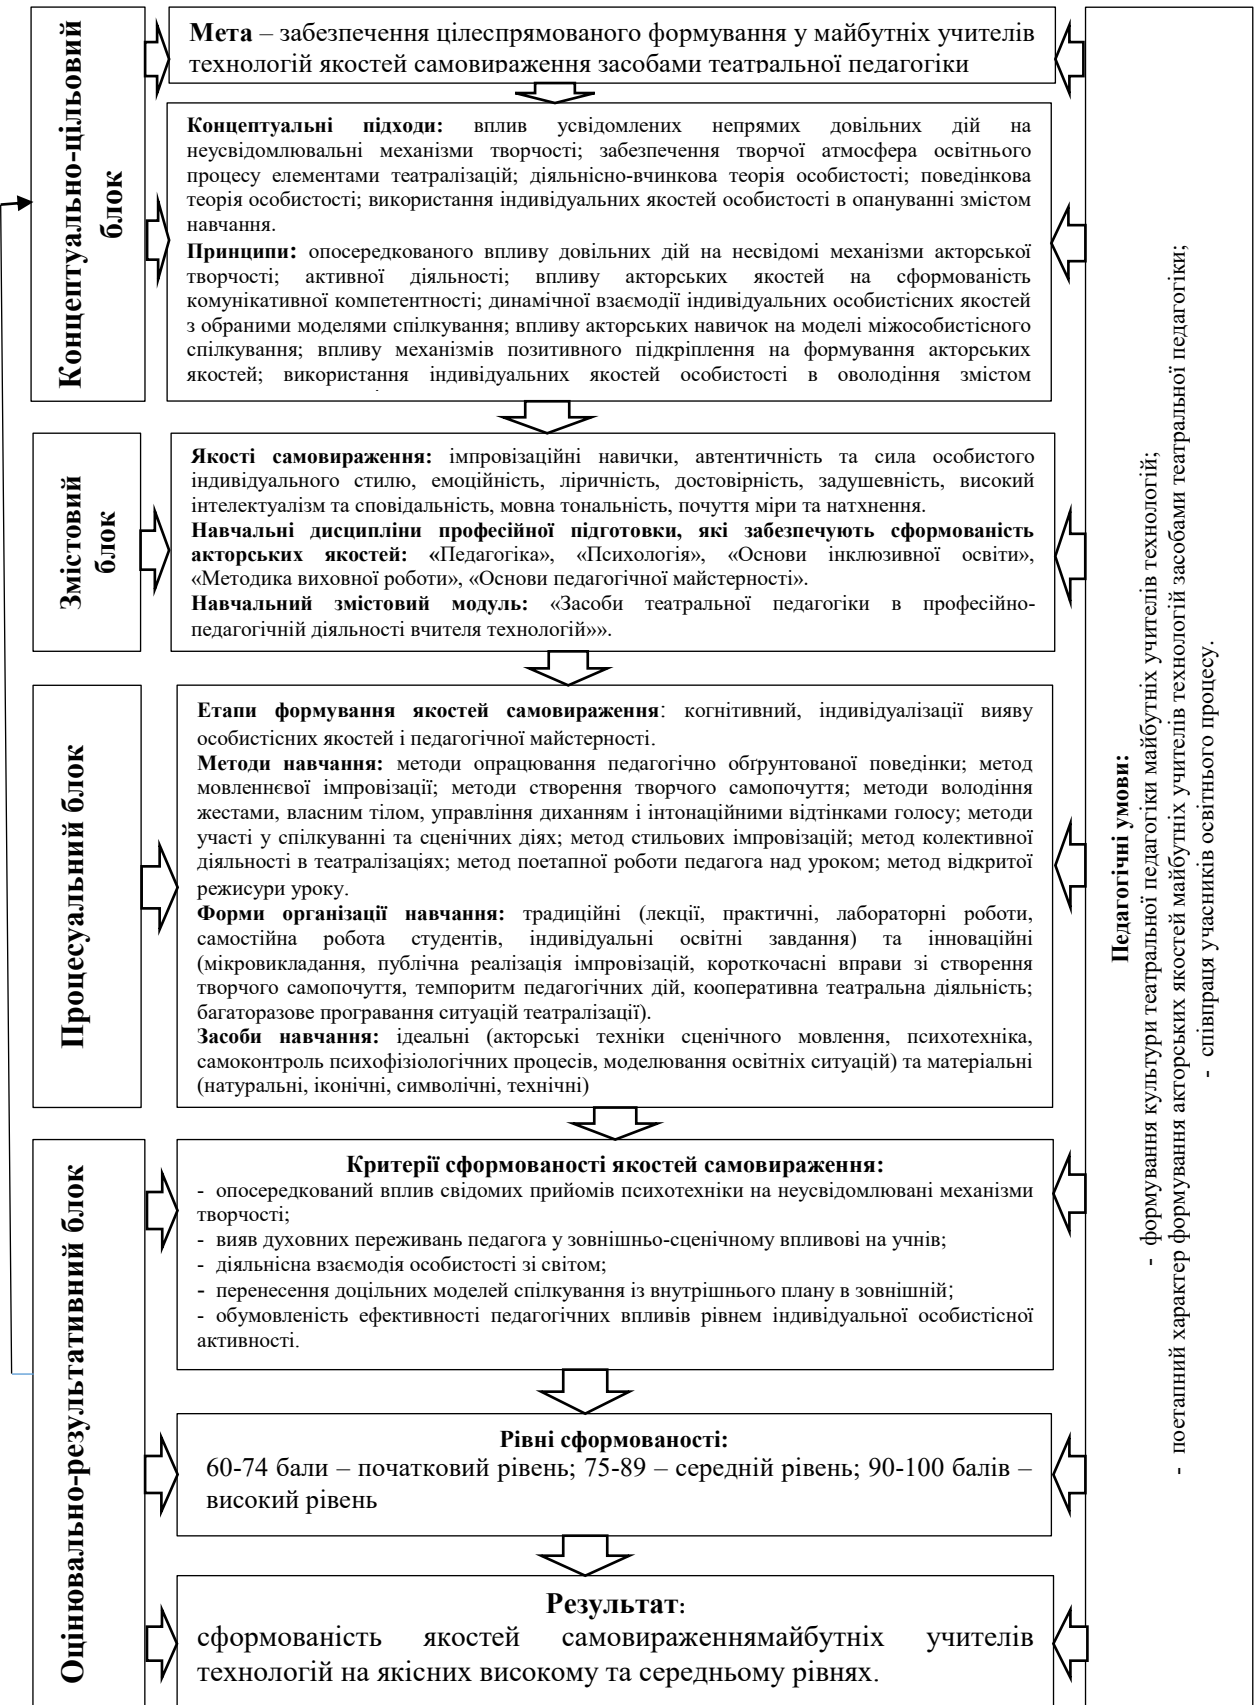 Концептуально-цільовий
блок
Мета – забезпечення цілеспрямованого формування у майбутніх учителів
технологій якостей самовираження засобами театральної педагогіки
Концептуальні підходи: вплив усвідомлених непрямих довільних дій на
неусвідомлювальні механізми творчості; забезпечення творчої атмосфера освітнього
процесу елементами театралізацій; діяльнісно-вчинкова теорія особистості; поведінкова
теорія особистості; використання індивідуальних якостей особистості в опануванні змістом
навчання.
Принципи: опосередкованого впливу довільних дій на несвідомі механізми акторської
творчості; активної діяльності; впливу акторських якостей на сформованість
комунікативної компетентності; динамічної взаємодії індивідуальних особистісних якостей
з обраними моделями спілкування; впливу акторських навичок на моделі міжособистісного
спілкування; впливу механізмів позитивного підкріплення на формування акторських
якостей; використання індивідуальних якостей особистості в оволодіння змістом
Змістовий
блок
Якості самовираження: імпровізаційні навички, автентичність та сила особистого
індивідуального стилю, емоційність, ліричність, достовірність, задушевність, високий
інтелектуалізм та сповідальність, мовна тональність, почуття міри та натхнення.
Навчальні дисципліни професійної підготовки, які забезпечують сформованість
акторських якостей: «Педагогіка», «Психологія», «Основи інклюзивної освіти»,
«Методика виховної роботи», «Основи педагогічної майстерності».
Навчальний змістовий модуль: «Засоби театральної педагогіки в професійно-
педагогічній діяльності вчителя технологій»».
Процесуальний блок
Етапи формування якостей самовираження: когнітивний, індивідуалізації вияву
особистісних якостей і педагогічної майстерності.
Методи навчання: методи опрацювання педагогічно обґрунтованої поведінки; метод
мовленнєвої імпровізації; методи створення творчого самопочуття; методи володіння
жестами, власним тілом, управління диханням і інтонаційними відтінками голосу; методи
участі у спілкуванні та сценічних діях; метод стильових імпровізацій; метод колективної
діяльності в театралізаціях; метод поетапної роботи педагога над уроком; метод відкритої
режисури уроку.
Форми організації навчання: традиційні (лекції, практичні, лабораторні роботи,
самостійна робота студентів, індивідуальні освітні завдання) та інноваційні
(мікровикладання, публічна реалізація імпровізацій, короткочасні вправи зі створення
творчого самопочуття, темпоритм педагогічних дій, кооперативна театральна діяльність;
багаторазове програвання ситуацій театралізації).
Засоби навчання: ідеальні (акторські техніки сценічного мовлення, психотехніка,
самоконтроль психофізіологічних процесів, моделювання освітніх ситуацій) та матеріальні
(натуральні, іконічні, символічні, технічні)
Оцінювально-результативний блок
Критерії сформованості якостей самовираження:
- опосередкований вплив свідомих прийомів психотехніки на неусвідомлювані механізми
творчості;
- вияв духовних переживань педагога у зовнішньо-сценічному впливові на учнів;
- діяльнісна взаємодія особистості зі світом;
- перенесення доцільних моделей спілкування із внутрішнього плану в зовнішній;
- обумовленість ефективності педагогічних впливів рівнем індивідуальної особистісної
активності.
Рівні сформованості:
60-74 бали – початковий рівень; 75-89 – середній рівень; 90-100 балів –
високий рівень
Результат:
сформованість якостей самовираженнямайбутніх учителів
технологій на якісних високому та середньому рівнях.
Педагогічні умови:
- формування культури театральної педагогіки майбутніх учителів технологій;
- поетапний характер формування акторських якостей майбутніх учителів технологій засобами театральної педагогіки;
- співпраця учасників освітнього процесу.